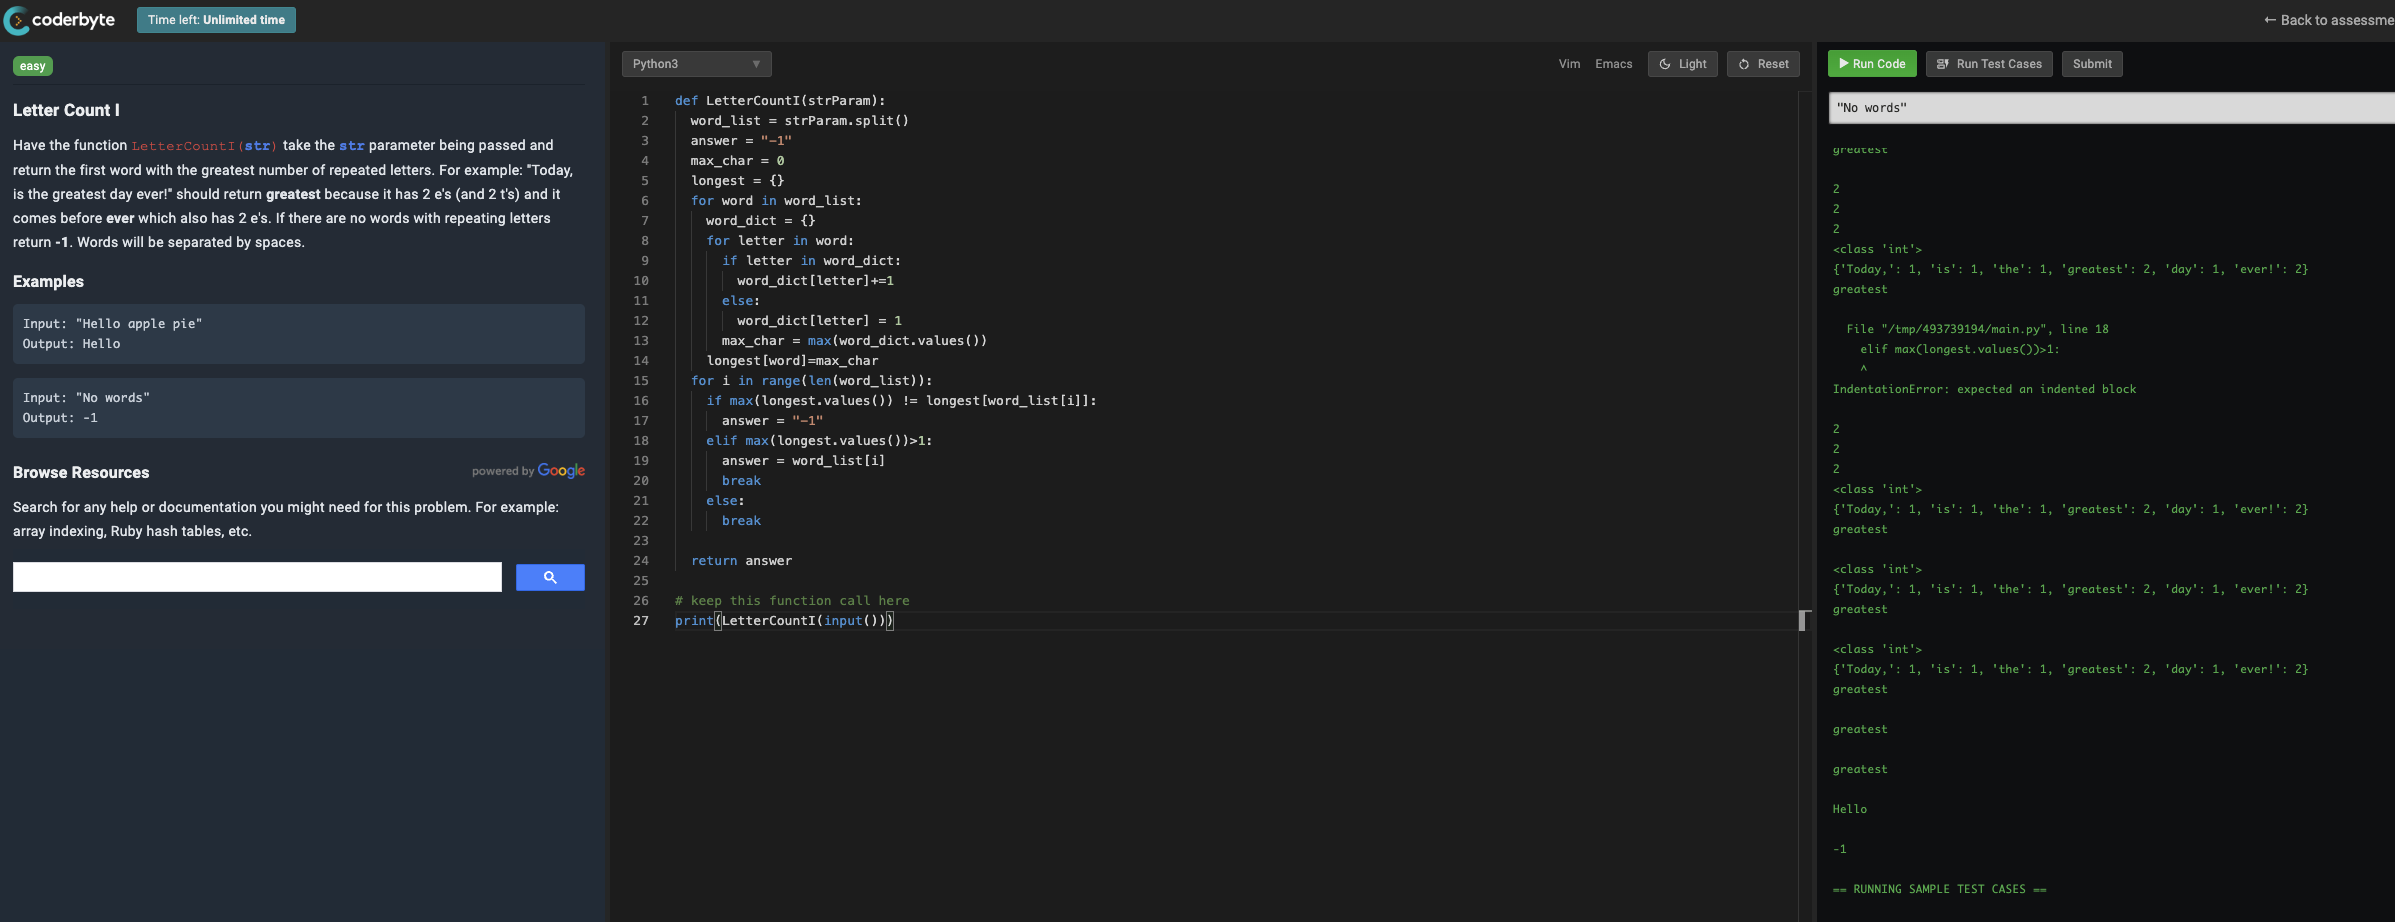 coderbyte
Time left: Unlimited time
← Back to assessme
easy
Letter Count I
Have the function LetterCountI(str) take the str parameter being passed and
return the first word with the greatest number of repeated letters. For example: "Today,
is the greatest day ever!" should return greatest because it has 2 e's (and 2 t's) and it
comes before ever which also has 2 e's. If there are no words with repeating letters
return -1. Words will be separated by spaces.
Examples
Input: "Hello apple pie"
Output: Hello
Input: "No words"
Output: -1
Browse Resources
powered by Google
Search for any help or documentation you might need for this problem. For example:
array indexing, Ruby hash tables, etc.
Python3
Vim Emacs Light Reset
1 def LetterCountI(strParam):
2   word_list = strParam.split()
3   answer = "-1"
4   max_char = 0
5   longest = {}
6   for word in word_list:
7     word_dict = {}
8     for letter in word:
9       if letter in word_dict:
10         word_dict[letter]+=1
11       else:
12         word_dict[letter] = 1
13       max_char = max(word_dict.values())
14     longest[word]=max_char
15   for i in range(len(word_list)):
16     if max(longest.values()) != longest[word_list[i]]:
17       answer = "-1"
18     elif max(longest.values())>1:
19       answer = word_list[i]
20       break
21     else:
22       break
23
24   return answer
25
26 # keep this function call here
27 print(LetterCountI(input()))
Run Code Run Test Cases Submit
"No words"
greatest
2
2
2
<class 'int'>
{'Today,': 1, 'is': 1, 'the': 1, 'greatest': 2, 'day': 1, 'ever!': 2}
greatest
File "/tmp/493739194/main.py", line 18
elif max(longest.values())>1:
^
IndentationError: expected an indented block
2
2
2
<class 'int'>
{'Today,': 1, 'is': 1, 'the': 1, 'greatest': 2, 'day': 1, 'ever!': 2}
greatest
<class 'int'>
{'Today,': 1, 'is': 1, 'the': 1, 'greatest': 2, 'day': 1, 'ever!': 2}
greatest
<class 'int'>
{'Today,': 1, 'is': 1, 'the': 1, 'greatest': 2, 'day': 1, 'ever!': 2}
greatest
greatest
greatest
Hello
-1
== RUNNING SAMPLE TEST CASES ==